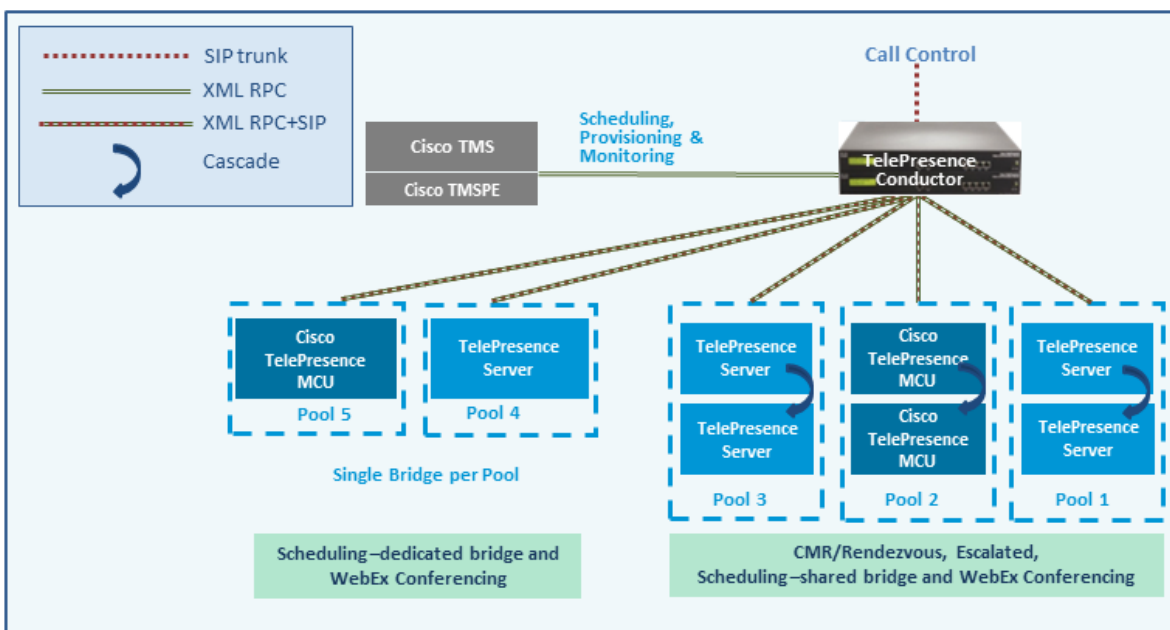 SIP trunk
XML RPC
XML RPC+SIP
Cascade
Call Control
Scheduling,
Provisioning &
Monitoring
Cisco TMS
Cisco TMSPE
TelePresence
Conductor
Cisco
TelePresence
MCU
Pool 5
TelePresence
Server
Pool 4
Single Bridge per Pool
TelePresence
Server
TelePresence
Server
Pool 3
Cisco
TelePresence
MCU
Cisco
TelePresence
MCU
Pool 2
TelePresence
Server
TelePresence
Server
Pool 1
Scheduling–dedicated bridge and
WebEx Conferencing
CMR/Rendezvous, Escalated,
Scheduling–shared bridge and WebEx Conferencing